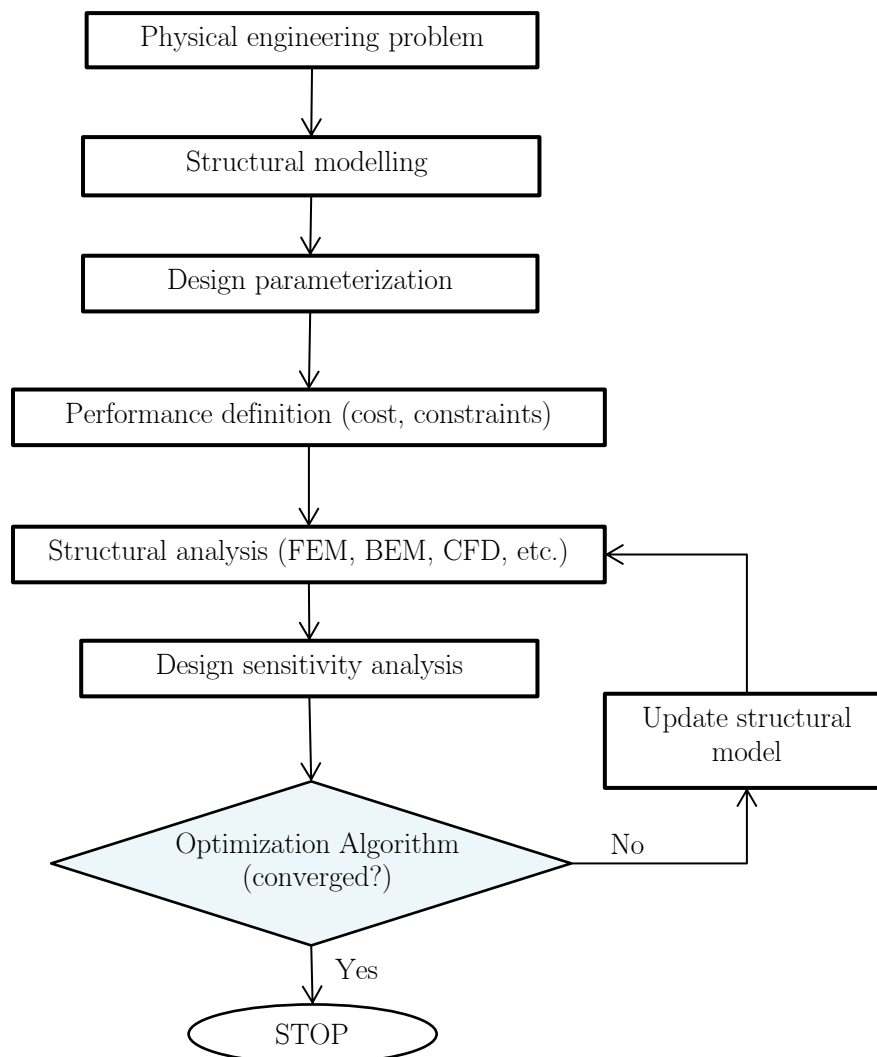 Physical engineering problem
Structural modelling
Design parameterization
Performance definition (cost, constraints)
Structural analysis (FEM, BEM, CFD, etc.)
Design sensitivity analysis
Update structural
model
Optimization Algorithm
(converged?)
No
Yes
STOP